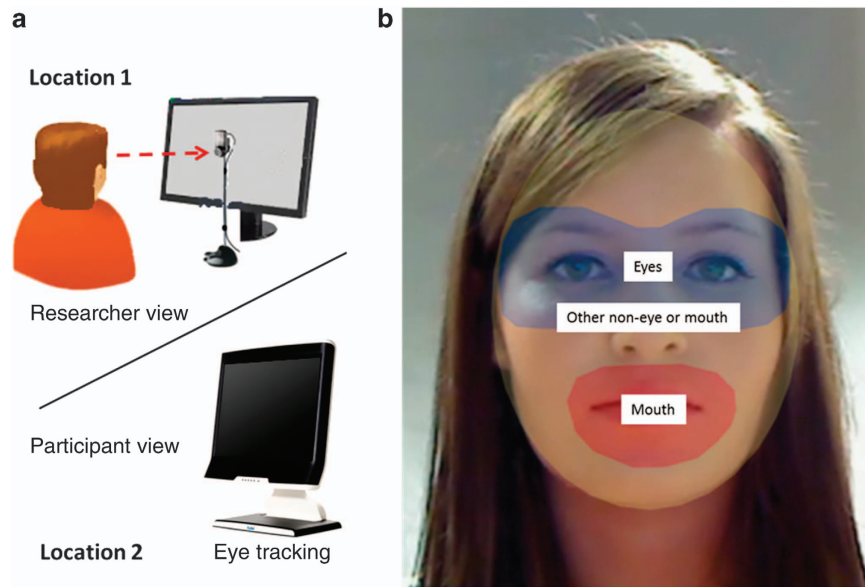 a
Location 1
Researcher view
Participant view
Location 2
Eye tracking
b
Eyes
Other non-eye or mouth
Mouth